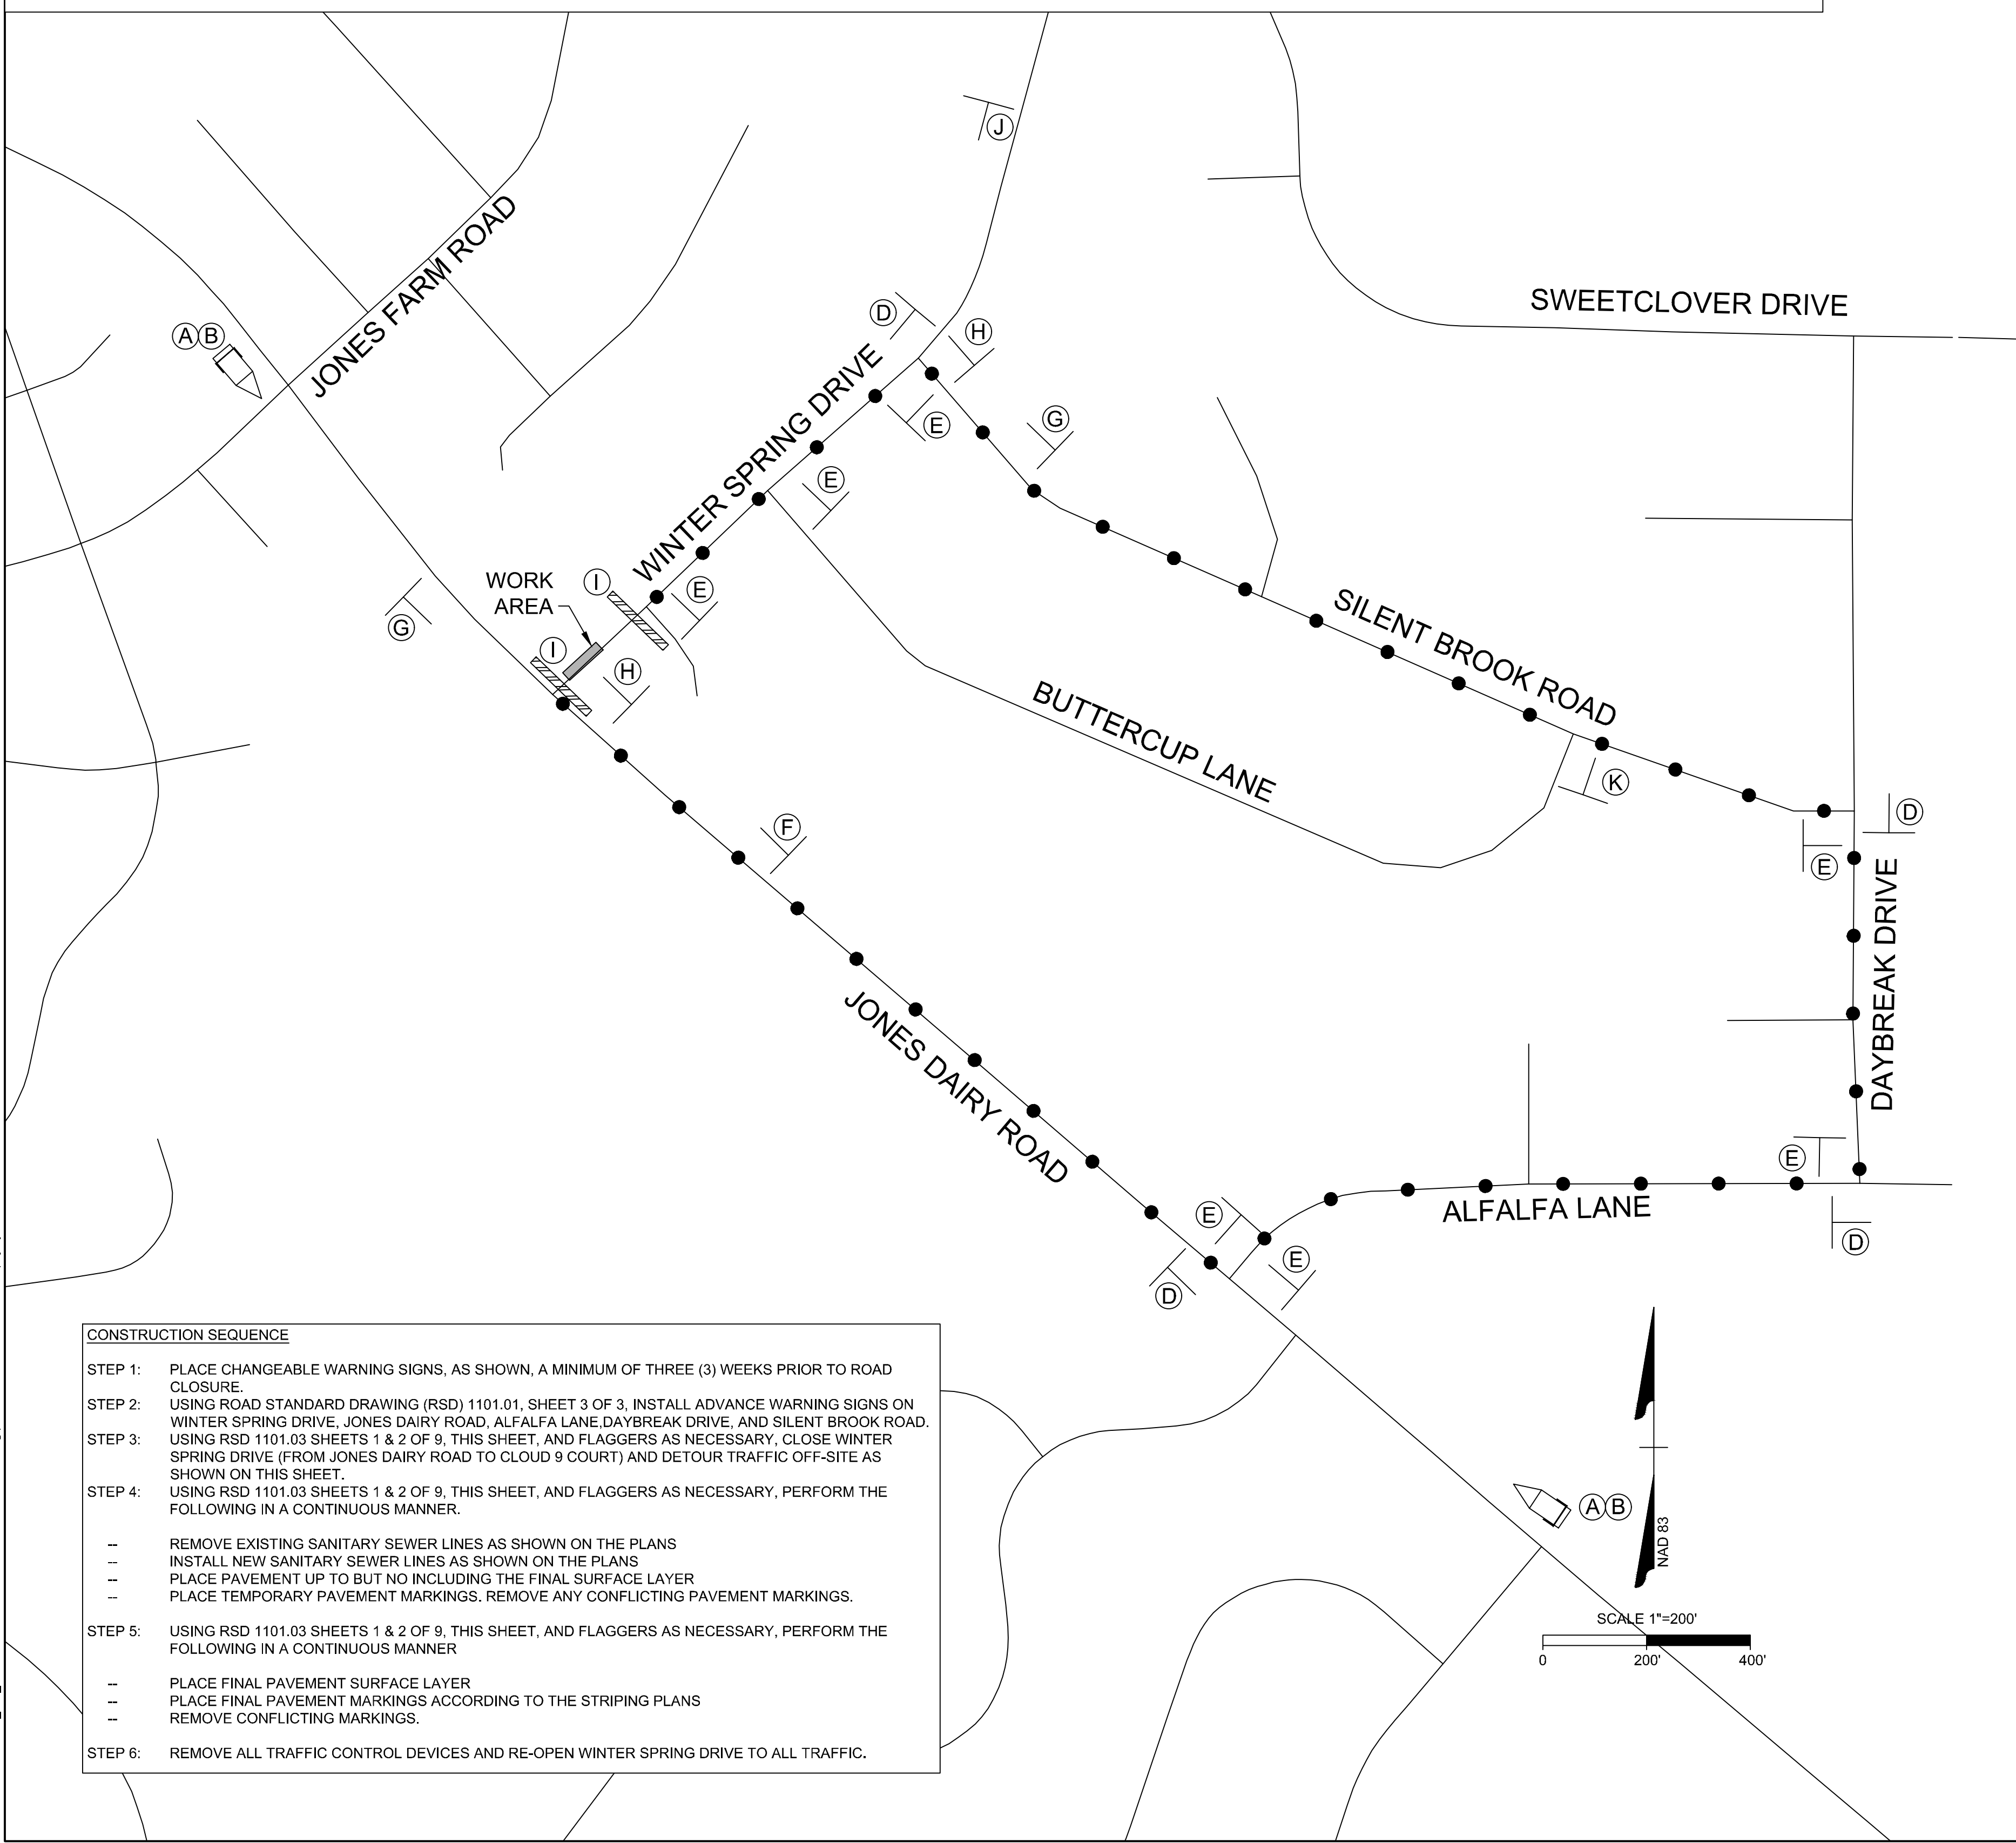 J
JONES FARM ROAD
A B
D
H
SWEETCLOVER DRIVE
WINTER SPRING DRIVE
E
G
E
WORK
AREA
I
E
G
I
H
SILENT BROOK ROAD
BUTTERCUP LANE
K
D
F
E
DAYBREAK DRIVE
JONES DAIRY ROAD
E
ALFALFA LANE
E
D
E
D
CONSTRUCTION SEQUENCE
STEP 1: PLACE CHANGEABLE WARNING SIGNS, AS SHOWN, A MINIMUM OF THREE (3) WEEKS PRIOR TO ROAD
CLOSURE.
STEP 2: USING ROAD STANDARD DRAWING (RSD) 1101.01, SHEET 3 OF 3, INSTALL ADVANCE WARNING SIGNS ON
WINTER SPRING DRIVE, JONES DAIRY ROAD, ALFALFA LANE,DAYBREAK DRIVE, AND SILENT BROOK ROAD.
STEP 3: USING RSD 1101.03 SHEETS 1 & 2 OF 9, THIS SHEET, AND FLAGGERS AS NECESSARY, CLOSE WINTER
SPRING DRIVE (FROM JONES DAIRY ROAD TO CLOUD 9 COURT) AND DETOUR TRAFFIC OFF-SITE AS
SHOWN ON THIS SHEET.
STEP 4: USING RSD 1101.03 SHEETS 1 & 2 OF 9, THIS SHEET, AND FLAGGERS AS NECESSARY, PERFORM THE
FOLLOWING IN A CONTINUOUS MANNER.
-- REMOVE EXISTING SANITARY SEWER LINES AS SHOWN ON THE PLANS
-- INSTALL NEW SANITARY SEWER LINES AS SHOWN ON THE PLANS
-- PLACE PAVEMENT UP TO BUT NO INCLUDING THE FINAL SURFACE LAYER
-- PLACE TEMPORARY PAVEMENT MARKINGS. REMOVE ANY CONFLICTING PAVEMENT MARKINGS.
STEP 5: USING RSD 1101.03 SHEETS 1 & 2 OF 9, THIS SHEET, AND FLAGGERS AS NECESSARY, PERFORM THE
FOLLOWING IN A CONTINUOUS MANNER
-- PLACE FINAL PAVEMENT SURFACE LAYER
-- PLACE FINAL PAVEMENT MARKINGS ACCORDING TO THE STRIPING PLANS
-- REMOVE CONFLICTING MARKINGS.
STEP 6: REMOVE ALL TRAFFIC CONTROL DEVICES AND RE-OPEN WINTER SPRING DRIVE TO ALL TRAFFIC.
A B
NAD 83
SCALE 1"=200'
0 200' 400'